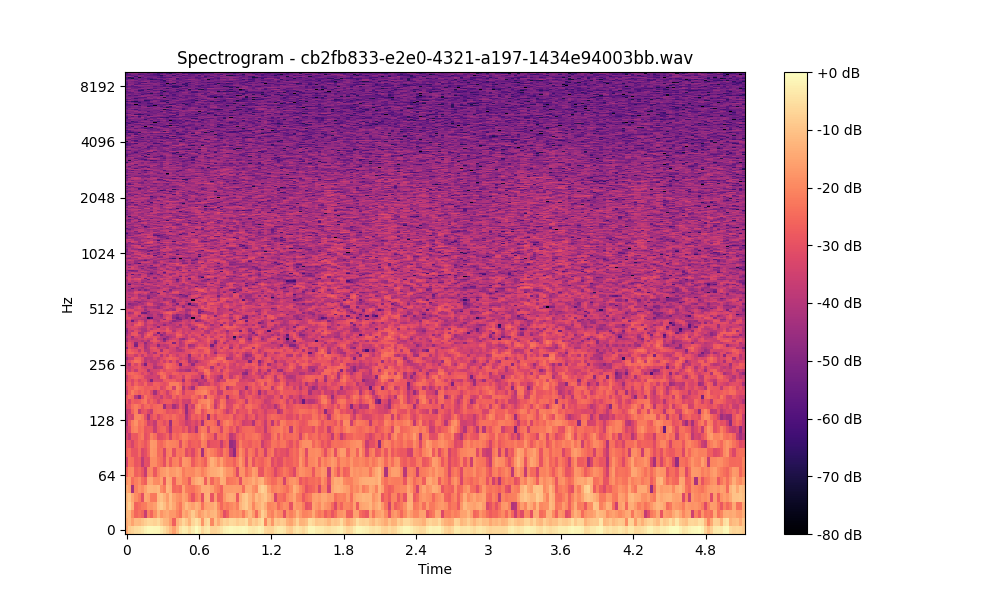 Spectrogram - cb2fb833-e2e0-4321-a197-1434e94003bb.wav
8192
4096
2048
1024
512
256
128
64
0
Hz
0 0.6 1.2 1.8 2.4 3 3.6 4.2 4.8
Time
+0 dB
-10 dB
-20 dB
-30 dB
-40 dB
-50 dB
-60 dB
-70 dB
-80 dB